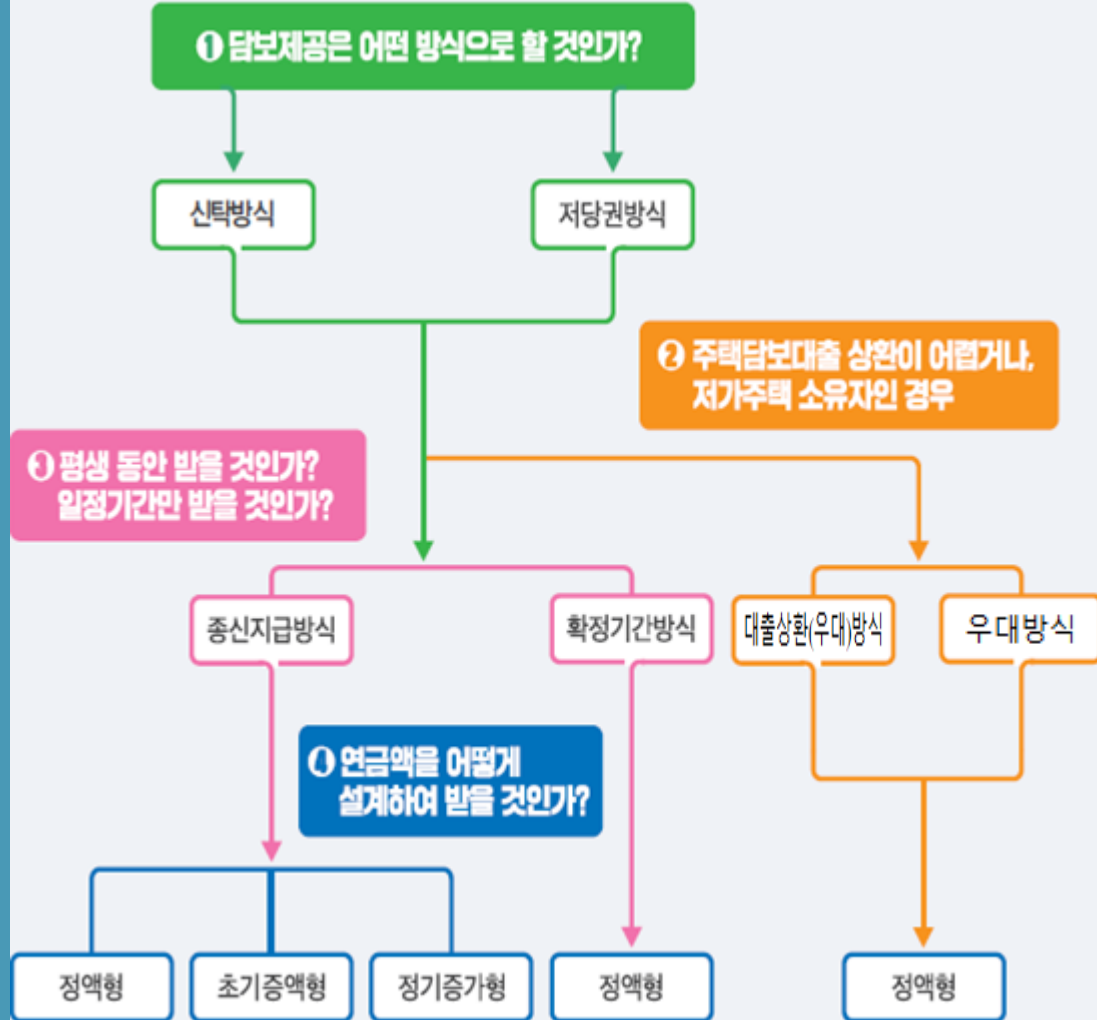 ❶ 담보제공은 어떤 방식으로 할 것인가?
신탁방식
저당권방식
❷ 주택담보대출 상환이 어렵거나,
저가주택 소유자인 경우
❸ 평생 동안 받을 것인가?
일정기간만 받을 것인가?
종신지급방식
확정기간방식
대출상환(우대)방식
우대방식
❹ 연금액을 어떻게
설계하여 받을 것인가?
정액형
초기증액형
정기증가형
정액형
정액형